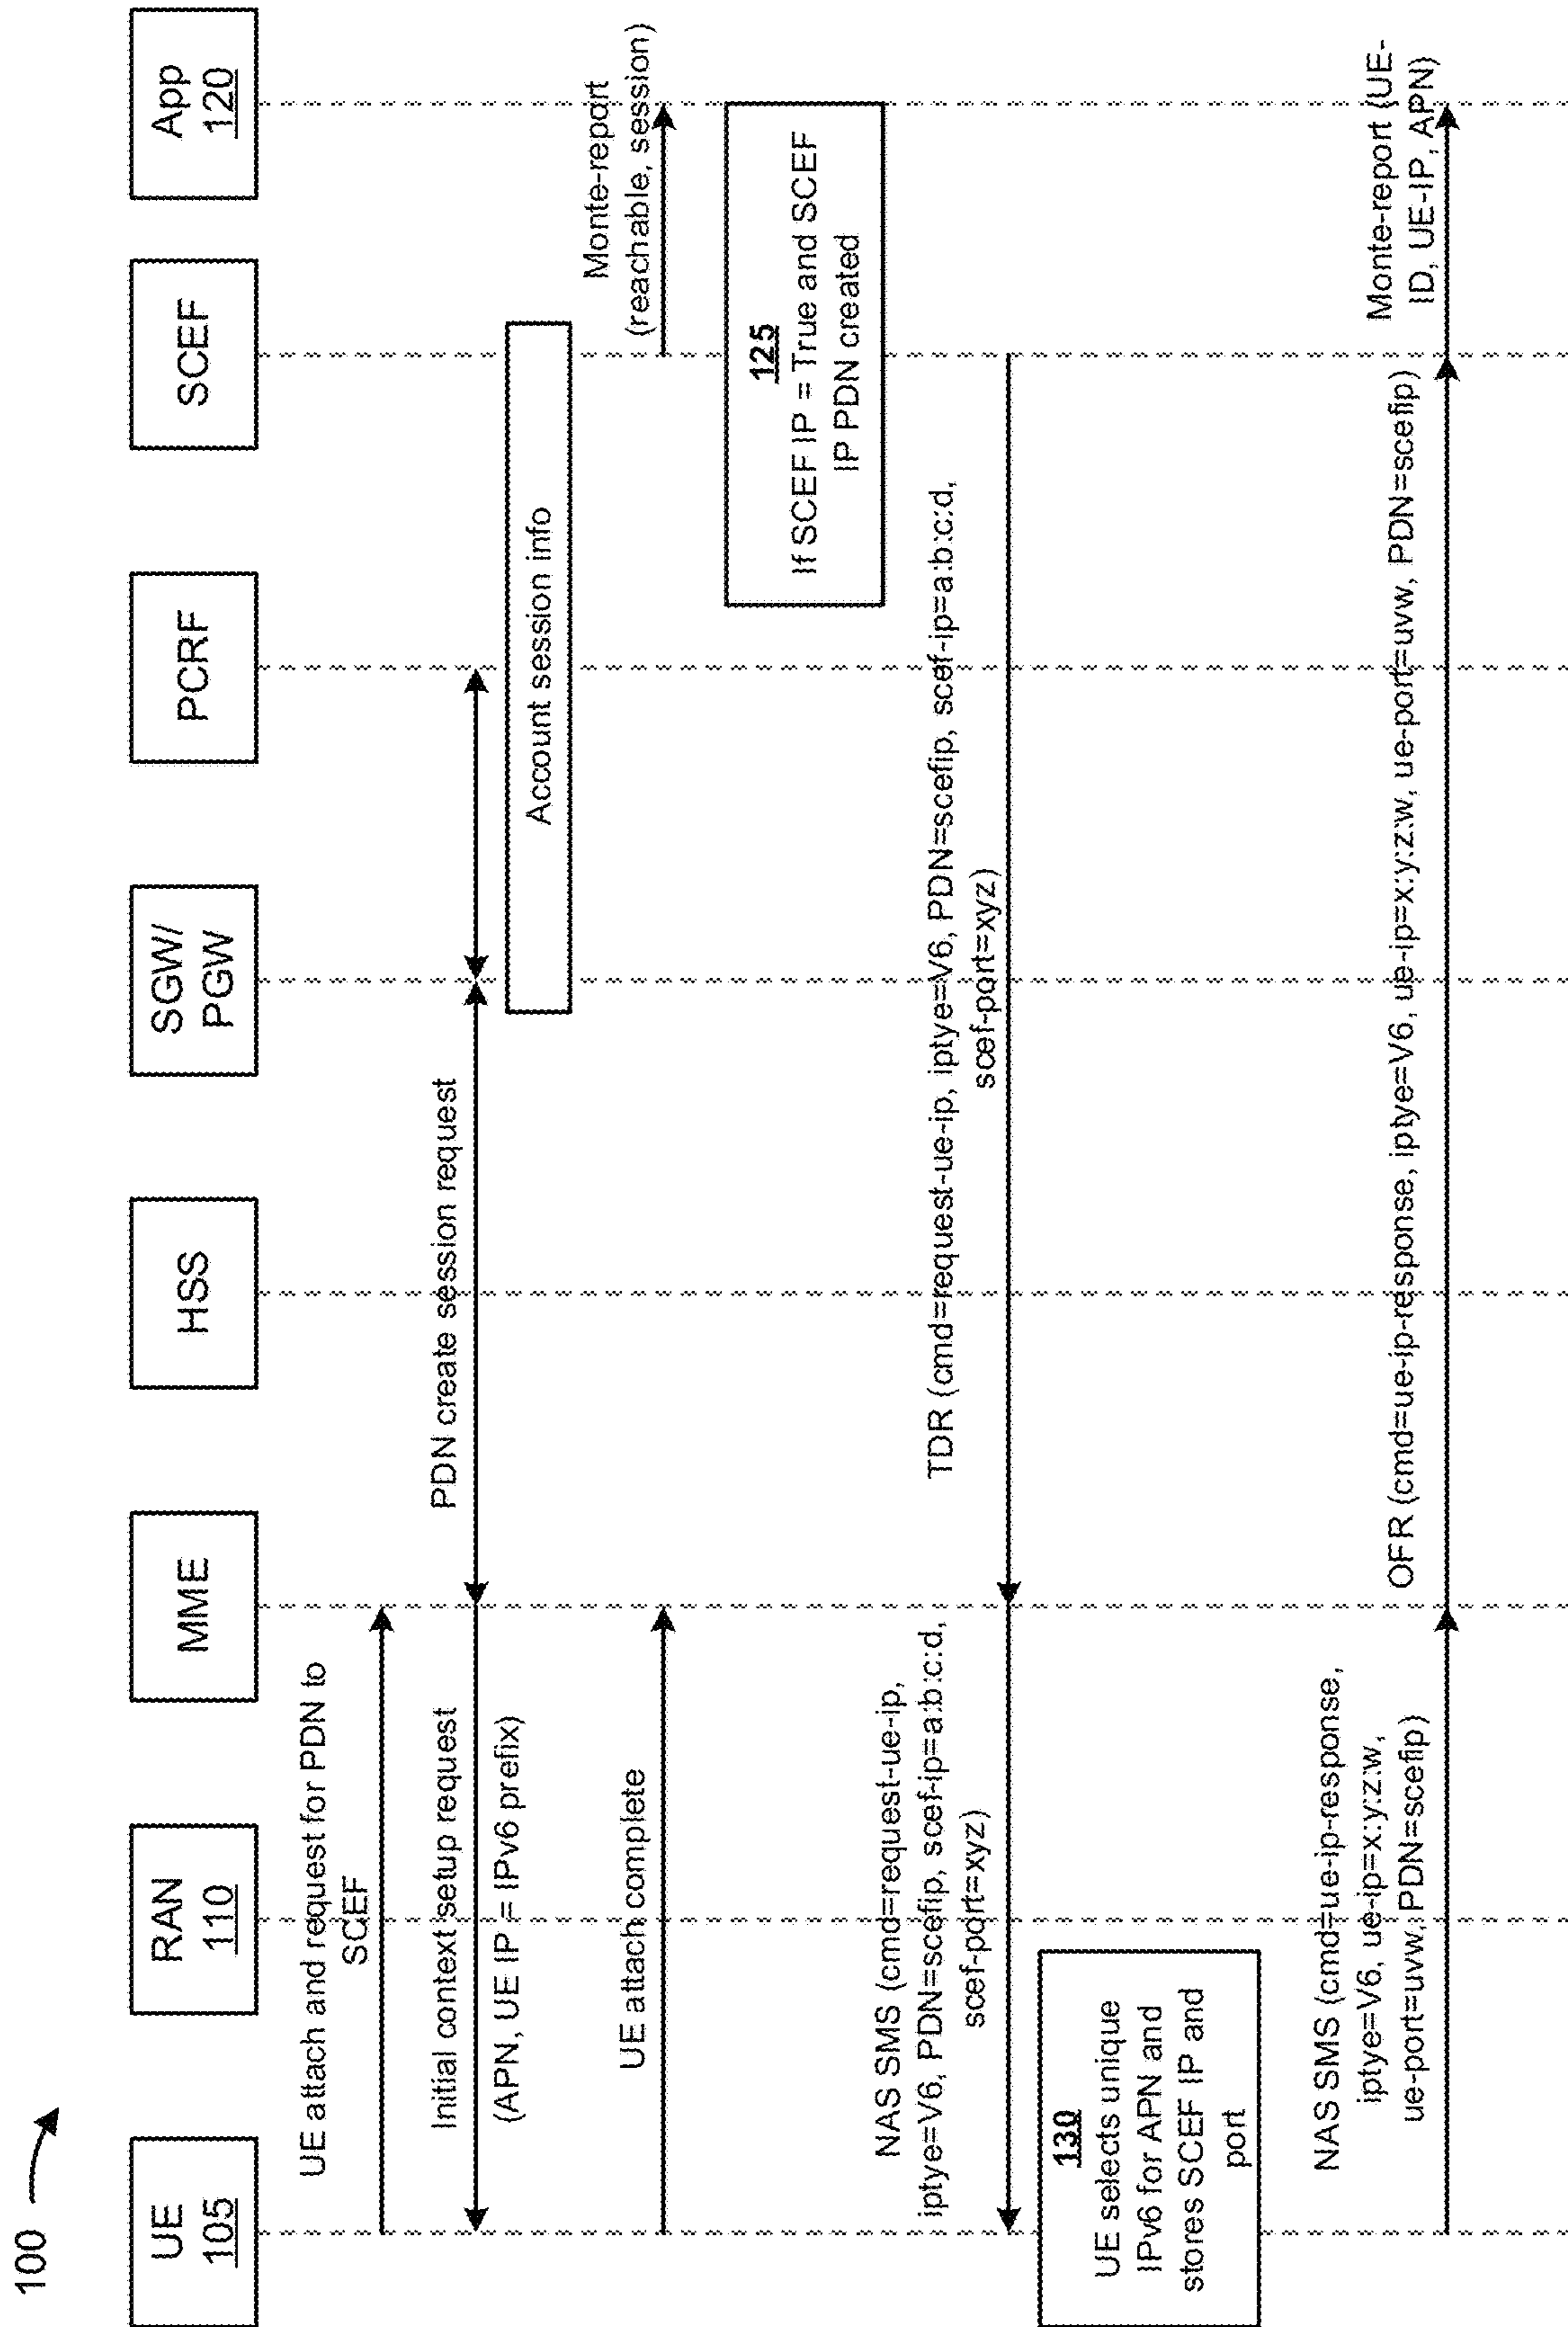 100
UE
105
RAN
110
MME
HSS
SGW/
PGW
PCRF
SCEF
App
120
UE attach and request for PDN to
SCEF
Initial context setup request
(APN, UE IP = IPv6 prefix)
PDN create session request
Account session info
UE attach complete
Monte-report
(reachable, session)
125
If SCEF IP = True and SCEF
IP PDN created
NAS SMS (cmd=request-ue-ip,
iptye=V6, PDN=scefip, scef-ip=a:b:c:d,
scef-port=xyz)
TDR (cmd=request-ue-ip, iptye=V6, PDN=scefip, scef-ip=a:b:c:d,
scef-port=xyz)
130
UE selects unique
IPv6 for APN and
stores SCEF IP and
port
NAS SMS (cmd=ue-ip-response,
iptye=V6, ue-ip=x:y:z:w,
ue-port=uvw, PDN=scefip)
OFR (cmd=ue-ip-response, iptye=V6, ue-ip=x:y:z:w, ue-port=uvw, PDN=scefip)
Monte-report (UE-
ID, UE-IP, APN)